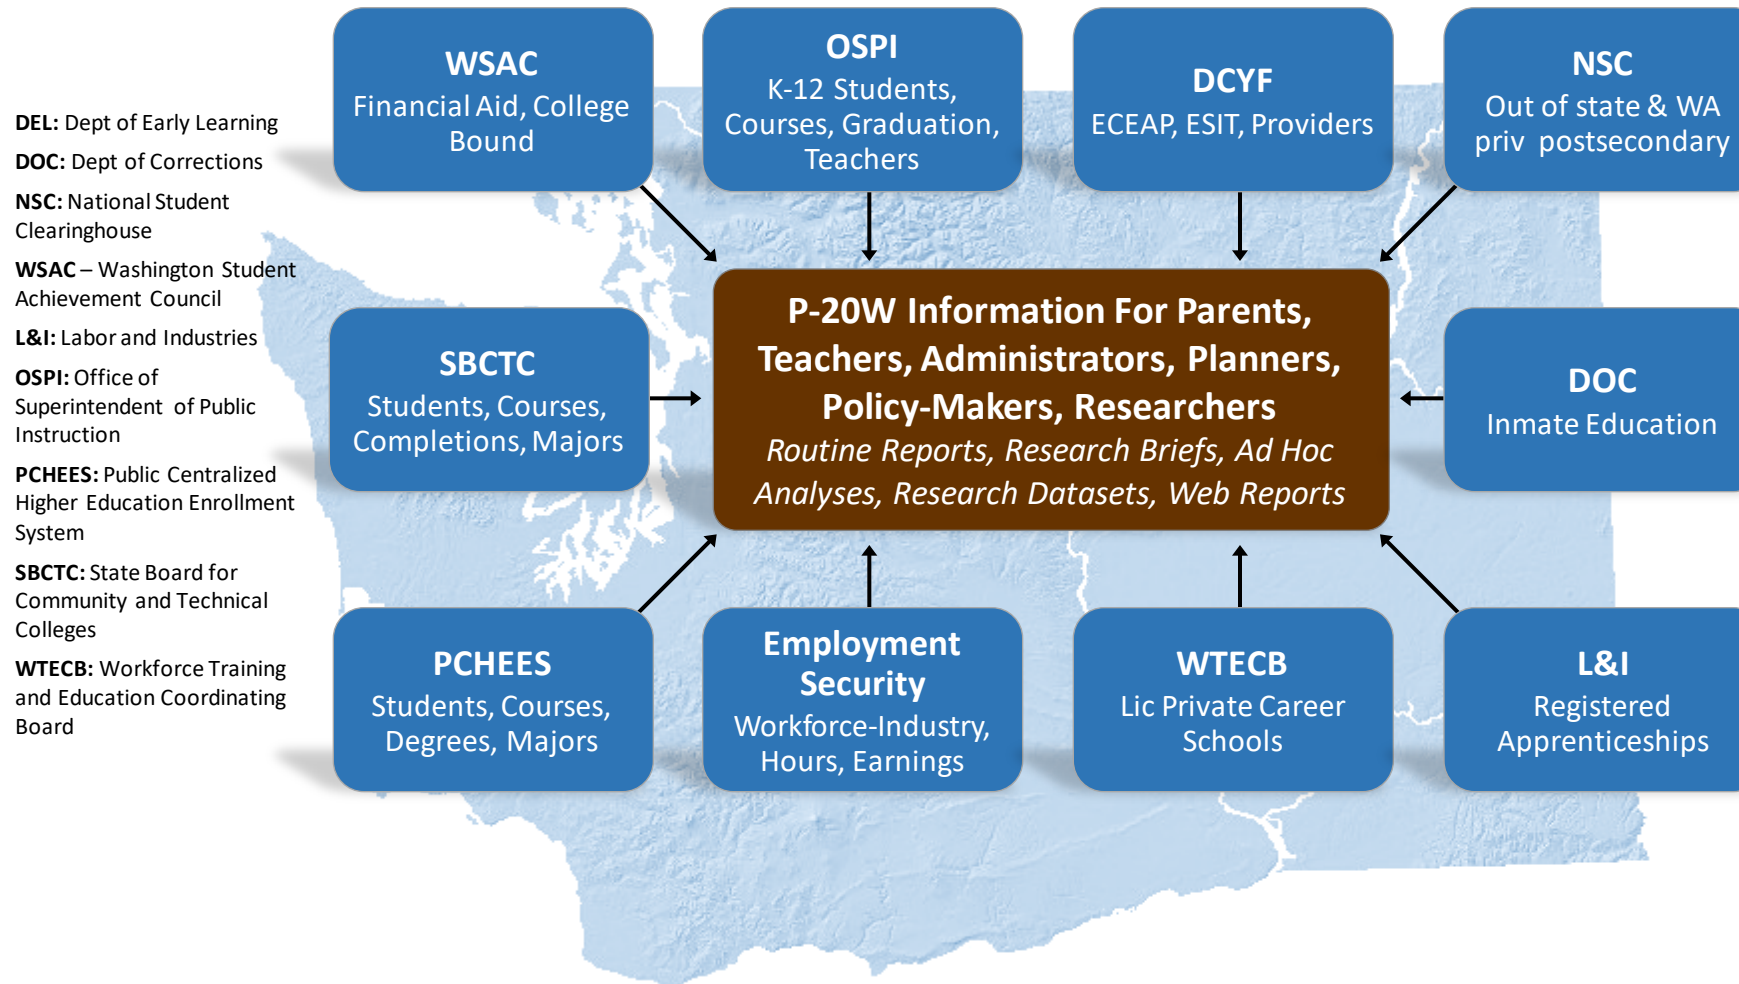 DEL: Dept of Early Learning
DOC: Dept of Corrections
NSC: National Student
Clearinghouse
WSAC – Washington Student
Achievement Council
L&I: Labor and Industries
OSPI: Office of
Superintendent of Public
Instruction
PCHEES: Public Centralized
Higher Education Enrollment
System
SBCTC: State Board for
Community and Technical
Colleges
WTECB: Workforce Training
and Education Coordinating
Board
WSAC
Financial Aid, College
Bound
OSPI
K-12 Students,
Courses, Graduation,
Teachers
DCYF
ECEAP, ESIT, Providers
NSC
Out of state & WA
priv postsecondary
SBCTC
Students, Courses,
Completions, Majors
P-20W Information For Parents,
Teachers, Administrators, Planners,
Policy-Makers, Researchers
Routine Reports, Research Briefs, Ad Hoc
Analyses, Research Datasets, Web Reports
DOC
Inmate Education
PCHEES
Students, Courses,
Degrees, Majors
Employment
Security
Workforce-Industry,
Hours, Earnings
WTECB
Lic Private Career
Schools
L&I
Registered
Apprenticeships